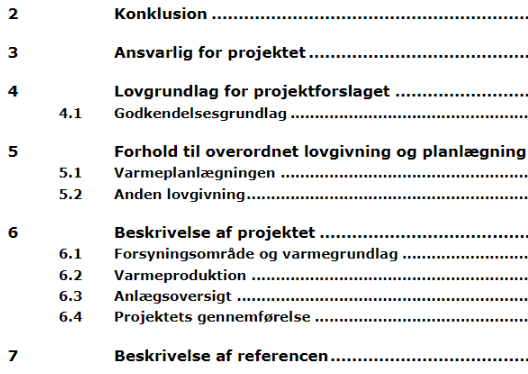 2 Konklusion
3 Ansvarlig for projektet
4 Lovgrundlag for projektforslaget
4.1 Godkendelsesgrundlag
5 Forhold til overordnet lovgivning og planlægning
5.1 Varmeplanlægningen
5.2 Anden lovgivning
6 Beskrivelse af projektet
6.1 Forsyningsområde og varmegrundlag
6.2 Varmeproduktion
6.3 Anlægsoversigt
6.4 Projektets gennemførelse
7 Beskrivelse af referencen